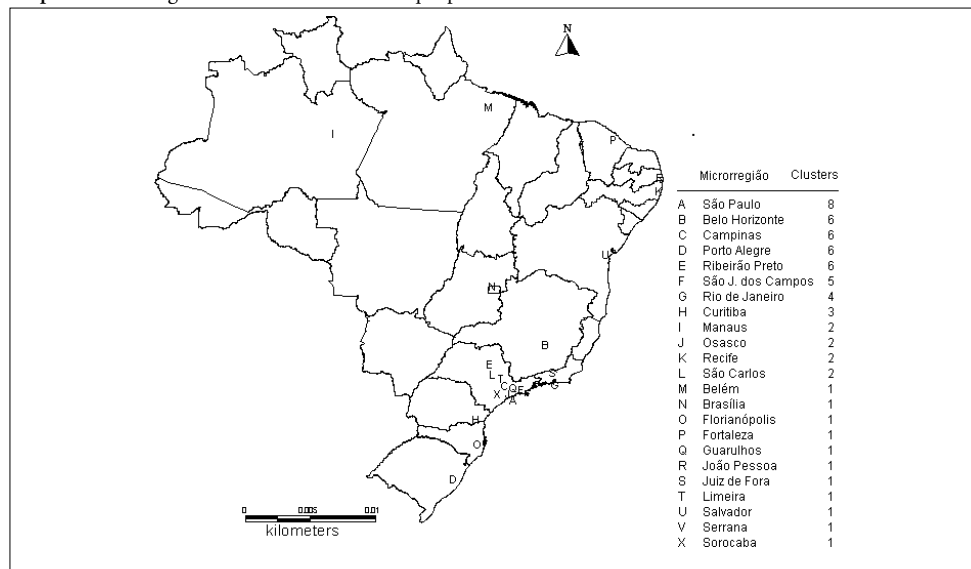 N
M
I
P
R
K
U
N
B
E
L
T
C
Q
F
S
G
X
A
H
O
D
0
0.005
0.01
kilometers
Microrregião Clusters
A São Paulo 8
B Belo Horizonte 6
C Campinas 6
D Porto Alegre 6
E Ribeirão Preto 6
F São J. dos Campos 5
G Rio de Janeiro 4
H Curitiba 3
I Manaus 2
J Osasco 2
K Recife 2
L São Carlos 2
M Belém 1
N Brasília 1
O Florianópolis 1
P Fortaleza 1
Q Guarulhos 1
R João Pessoa 1
S Juiz de Fora 1
T Limeira 1
U Salvador 1
V Serrana 1
X Sorocaba 1